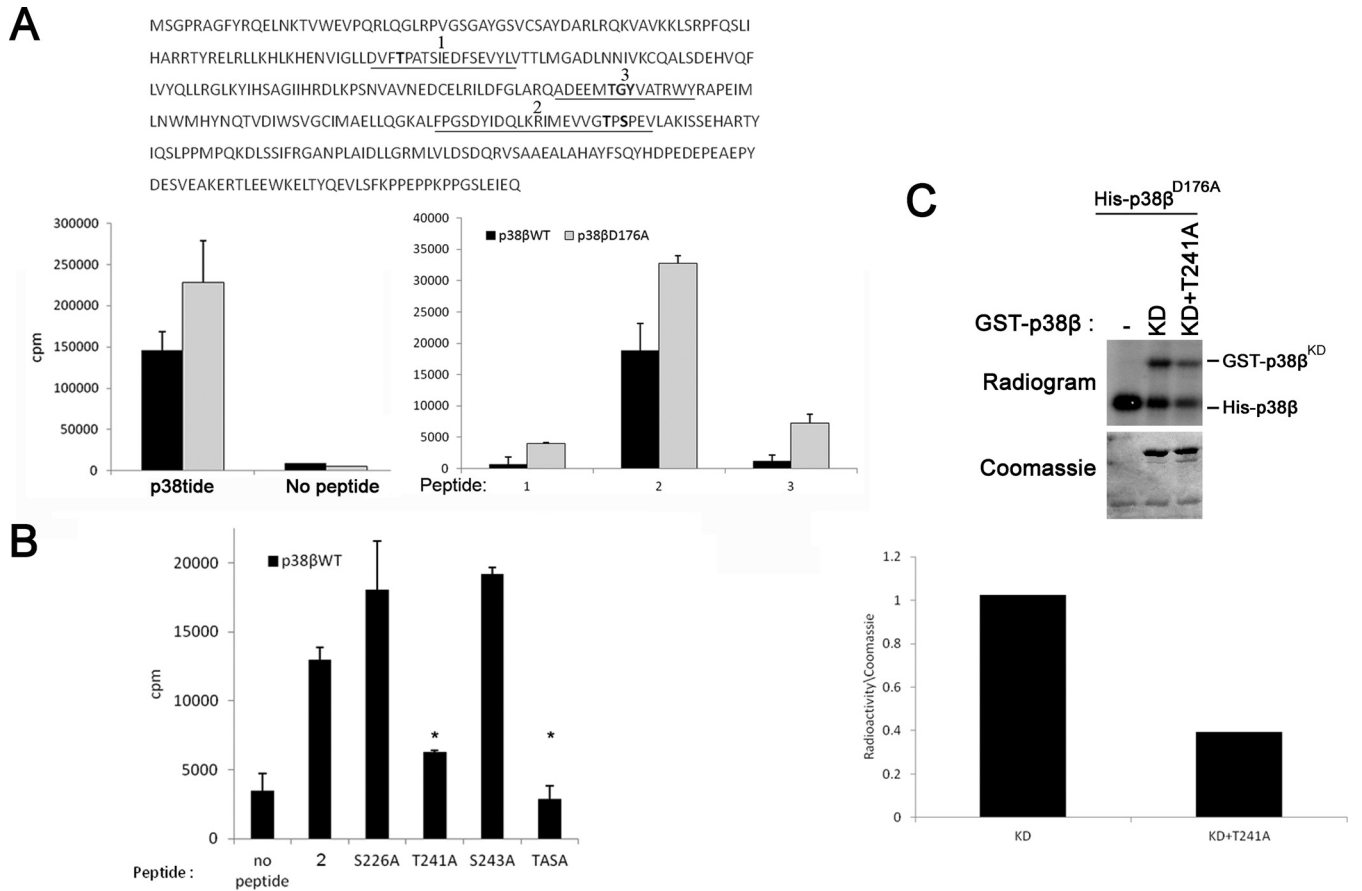 A
MSGPRAGFYRQELNKTVWEVPQRLQGLRPVGSGAYGSVCSAYDARLRQKVAVKKLSRPFQSLI
1
HARRTYRELRLLKHLKHENVIGLLDVFTPATSIEDFSEVYLVTTLMGADLNNIVKCQALSDEHVQF
3
LVYQLLRGLKYIHSAGIIHRDLKPSNVAVNEDCELRILDFGLARQADEEMTGYVATRWYRAPEIM
2
LNWMHYNQTVDIWSVGCIMAELLQGKALFPGSDYIDQLKRIMEVVGTPSPEVLAKISSEHARTY
IQSLPPMPQKDLSSIFRGANPLAIDLLGRMLVLDSDQRVSAAEALAHAYFSQYHDPEDEPEAEPY
DESVEAKERTLEEWKELTYQEVLSFKPPEPPKPPGSLEIEQ
300000
250000
200000
150000
100000
50000
0
cpm
p38tide No peptide
40000
35000
30000
25000
20000
15000
10000
5000
0
p38βWT p38βD176A
Peptide: 1 2 3
B
20000
15000
10000
5000
0
cpm
p38βWT
* *
no peptide 2 S226A T241A S243A TASA
Peptide :
C
His-p38βD176A
GST-p38β : - KD KD+T241A
Radiogram
GST-p38βKD
His-p38β
Coomassie
1.2
1
0.8
0.6
0.4
0.2
0
Radioactivity\Coomassie
KD KD+T241A